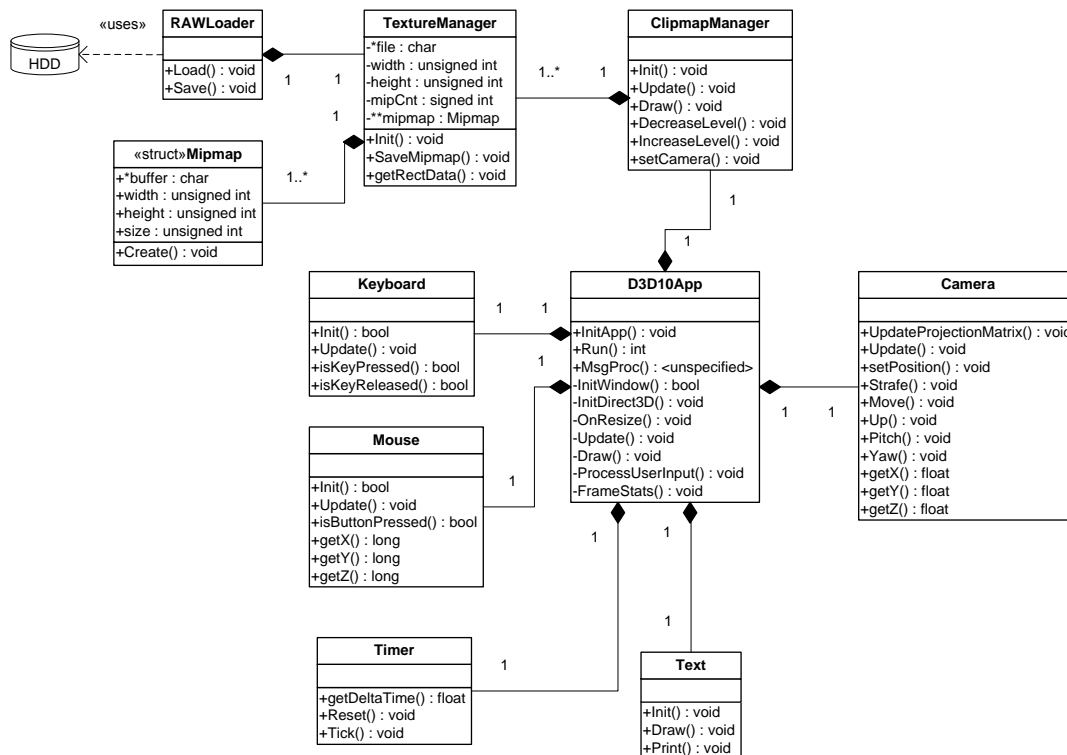 «uses»
HDD
RAWLoader
+Load() : void
+Save() : void
1
1
TextureManager
-*file : char
-width : unsigned int
-height : unsigned int
-mipCnt : signed int
-**mipmap : Mipmap
+Init() : void
+SaveMipmap() : void
+getRectData() : void
1..*
1
ClipmapManager
+Init() : void
+Update() : void
+Draw() : void
+DecreaseLevel() : void
+IncreaseLevel() : void
+setCamera() : void
1
1..*
«struct»Mipmap
+*buffer : char
+width : unsigned int
+height : unsigned int
+size : unsigned int
+Create() : void
1
1
Keyboard
+Init() : bool
+Update() : void
+isKeyPressed() : bool
+isKeyReleased() : bool
1
1
D3D10App
+InitApp() : void
+Run() : int
+MsgProc() : <unspecified>
-InitWindow() : bool
-InitDirect3D() : void
-OnResize() : void
-Update() : void
-Draw() : void
-ProcessUserInput() : void
-FrameStats() : void
1
1
Camera
+UpdateProjectionMatrix() : void
+Update() : void
+setPosition() : void
+Strafe() : void
+Move() : void
+Up() : void
+Pitch() : void
+Yaw() : void
+getX() : float
+getY() : float
+getZ() : float
1
1
Mouse
+Init() : bool
+Update() : void
+isButtonPressed() : bool
+getX() : long
+getY() : long
+getZ() : long
1
1
1
1
Timer
+getDeltaTime() : float
+Reset() : void
+Tick() : void
Text
+Init() : void
+Draw() : void
+Print() : void